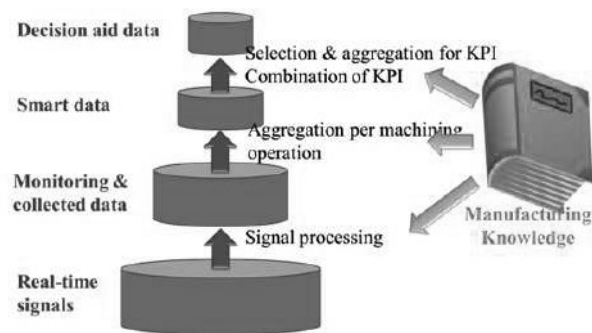 Decision aid data
Selection & aggregation for KPI
Combination of KPI
Smart data
Aggregation per machining
operation
Monitoring &
collected data
Signal processing
Manufacturing
Knowledge
Real-time
signals